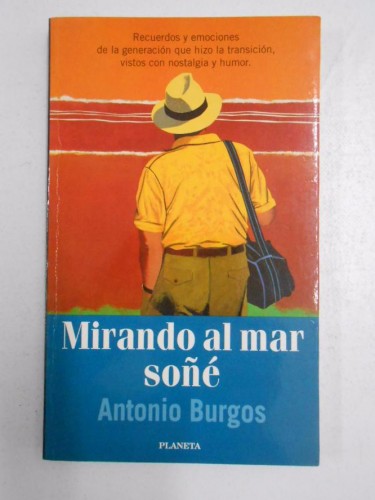 Recuerdos y emociones
de la generación que hizo la transición,
vistos con nostalgia y humor.
Mirando al mar
soñé
Antonio Burgos
PLANETA